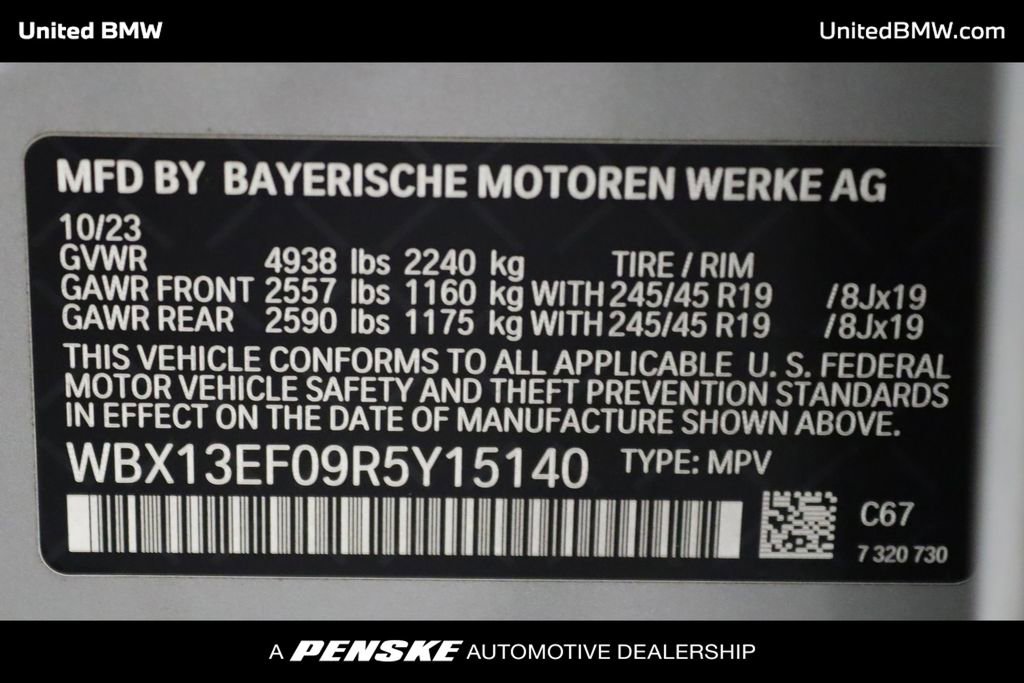 United BMW
UnitedBMW.com
MFD BY BAYERISCHE MOTOREN WERKE AG
10/23
GVWR 4938 lbs 2240 kg TIRE / RIM
GAWR FRONT 2557 lbs 1160 kg WITH 245/45 R19 /8Jx19
GAWR REAR 2590 lbs 1175 kg WITH 245/45 R19 /8Jx19
THIS VEHICLE CONFORMS TO ALL APPLICABLE U. S. FEDERAL
MOTOR VEHICLE SAFETY AND THEFT PREVENTION STANDARDS
IN EFFECT ON THE DATE OF MANUFACTURE SHOWN ABOVE.
WBX13EF09R5Y15140 TYPE: MPV
C67
7 320 730
A PENSKE AUTOMOTIVE DEALERSHIP